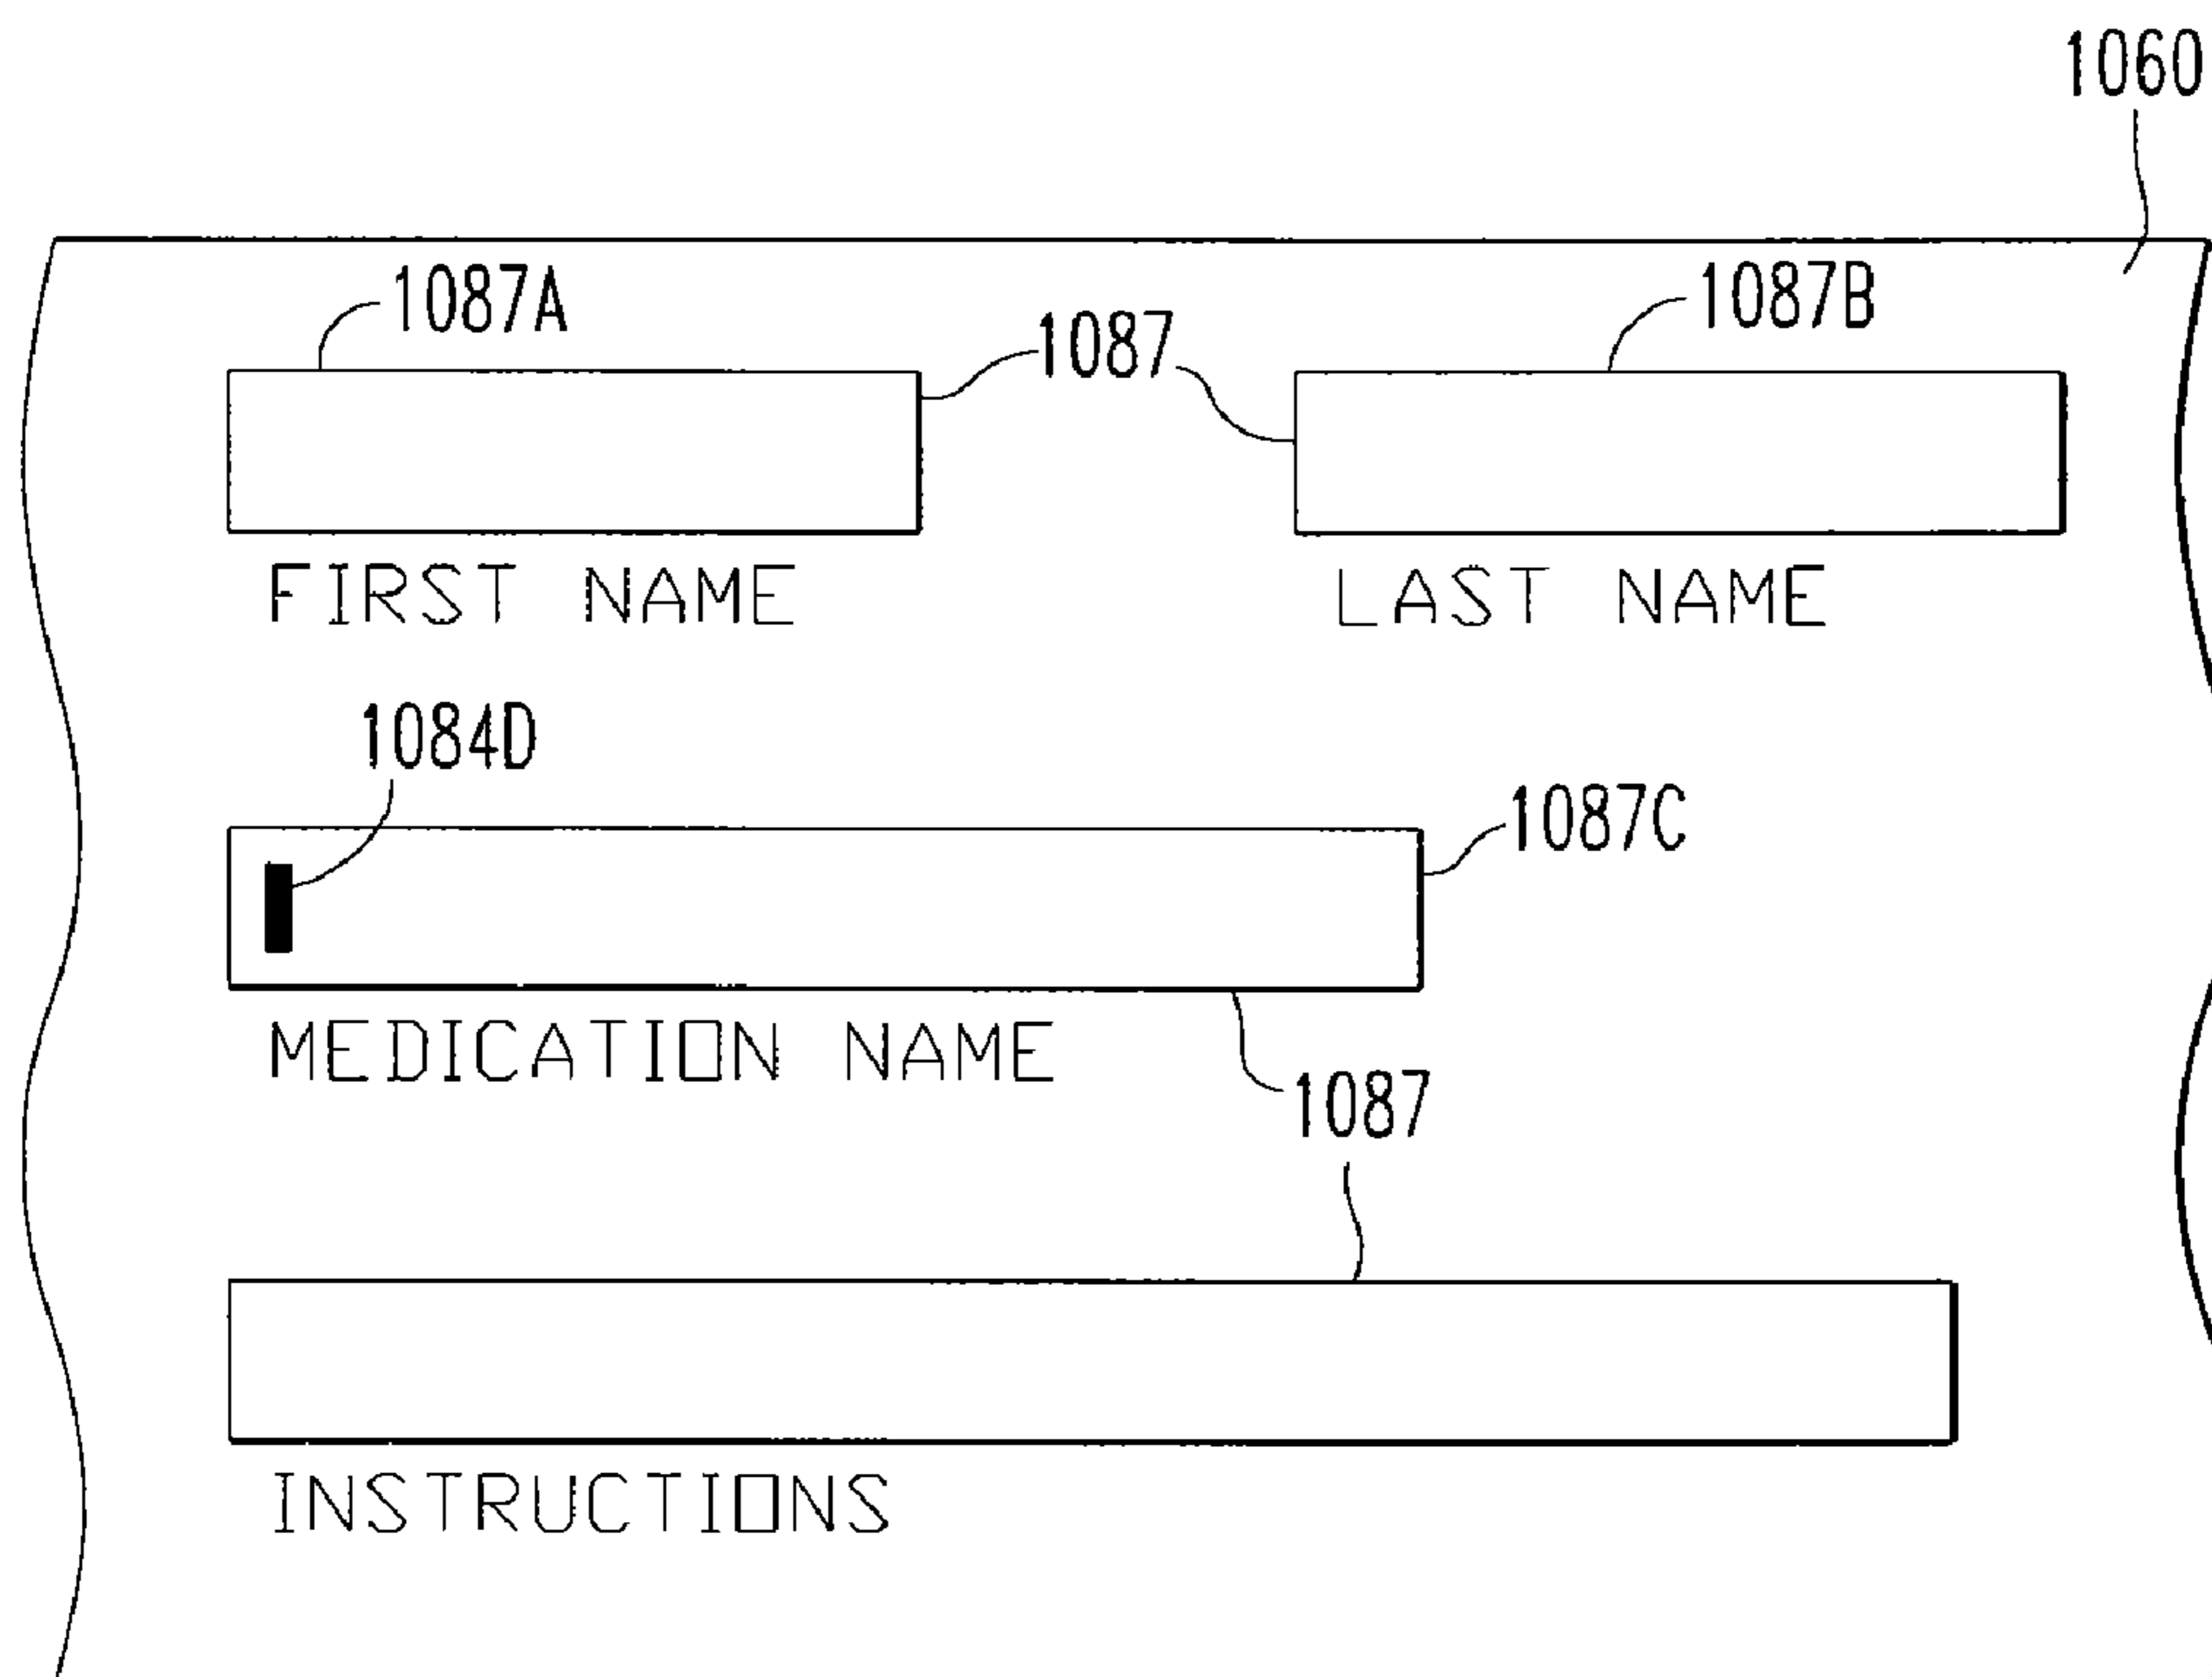 1060
1087A 1087 1087B
FIRST NAME LAST NAME
1084D
1087C
MEDICATION NAME
1087
INSTRUCTIONS